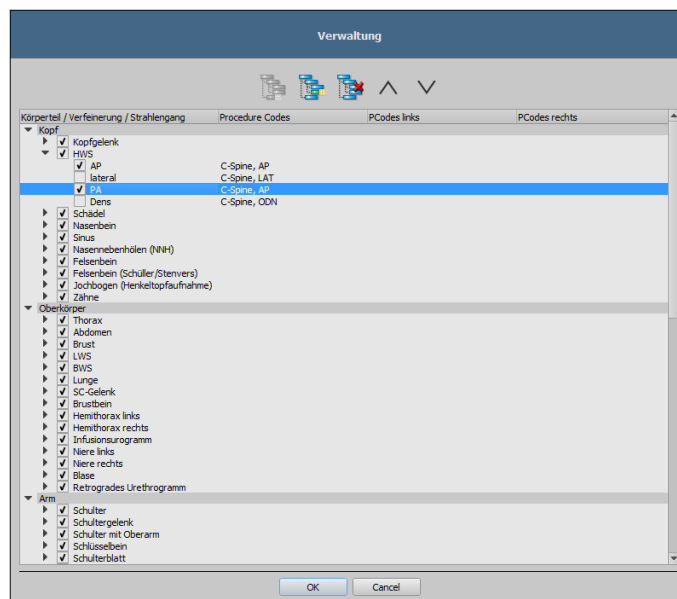 Verwaltung
Körperteil / Verfeinerung / Strahlengang Procedure Codes PCodes links PCodes rechts
Kopf
Kopfgelenk
HWS
AP C-Spine, AP
lateral C-Spine, LAT
PA C-Spine, AP
Dens C-Spine, ODN
Schädel
Nasenbein
Sinus
Nasennebenhölen (NNH)
Felsenbein
Felsenbein (Schüller/Stenvers)
Jochbogen (Henkeltopfaufnahme)
Zähne
Oberkörper
Thorax
Abdomen
Brust
LWS
BWS
Lunge
SC-Gelenk
Brustbein
Hemithorax links
Hemithorax rechts
Infusionsurogramm
Niere links
Niere rechts
Blase
Retrogrades Urethrogramm
Arm
Schulter
Schultergelenk
Schulter mit Oberarm
Schlüsselbein
Schulterblatt
OK Cancel